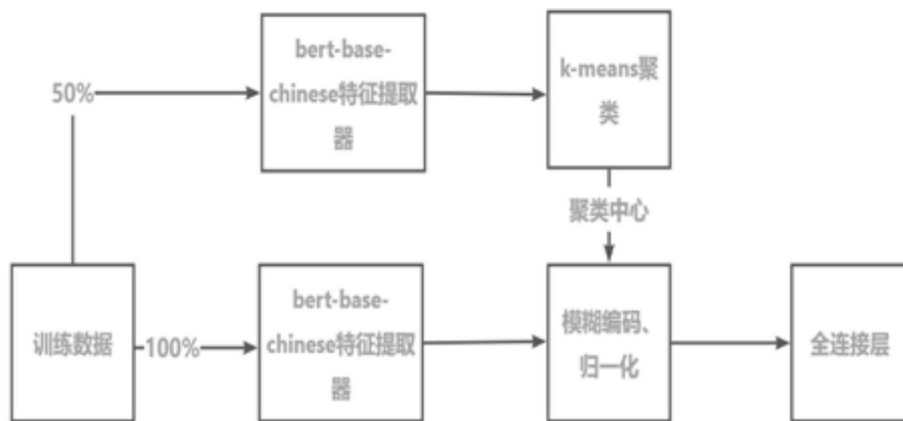 50%
bert-base-
chinese特征提取
器
k-means聚
类
聚类中心
训练数据
100%
bert-base-
chinese特征提取
器
模糊编码、
归一化
全连接层